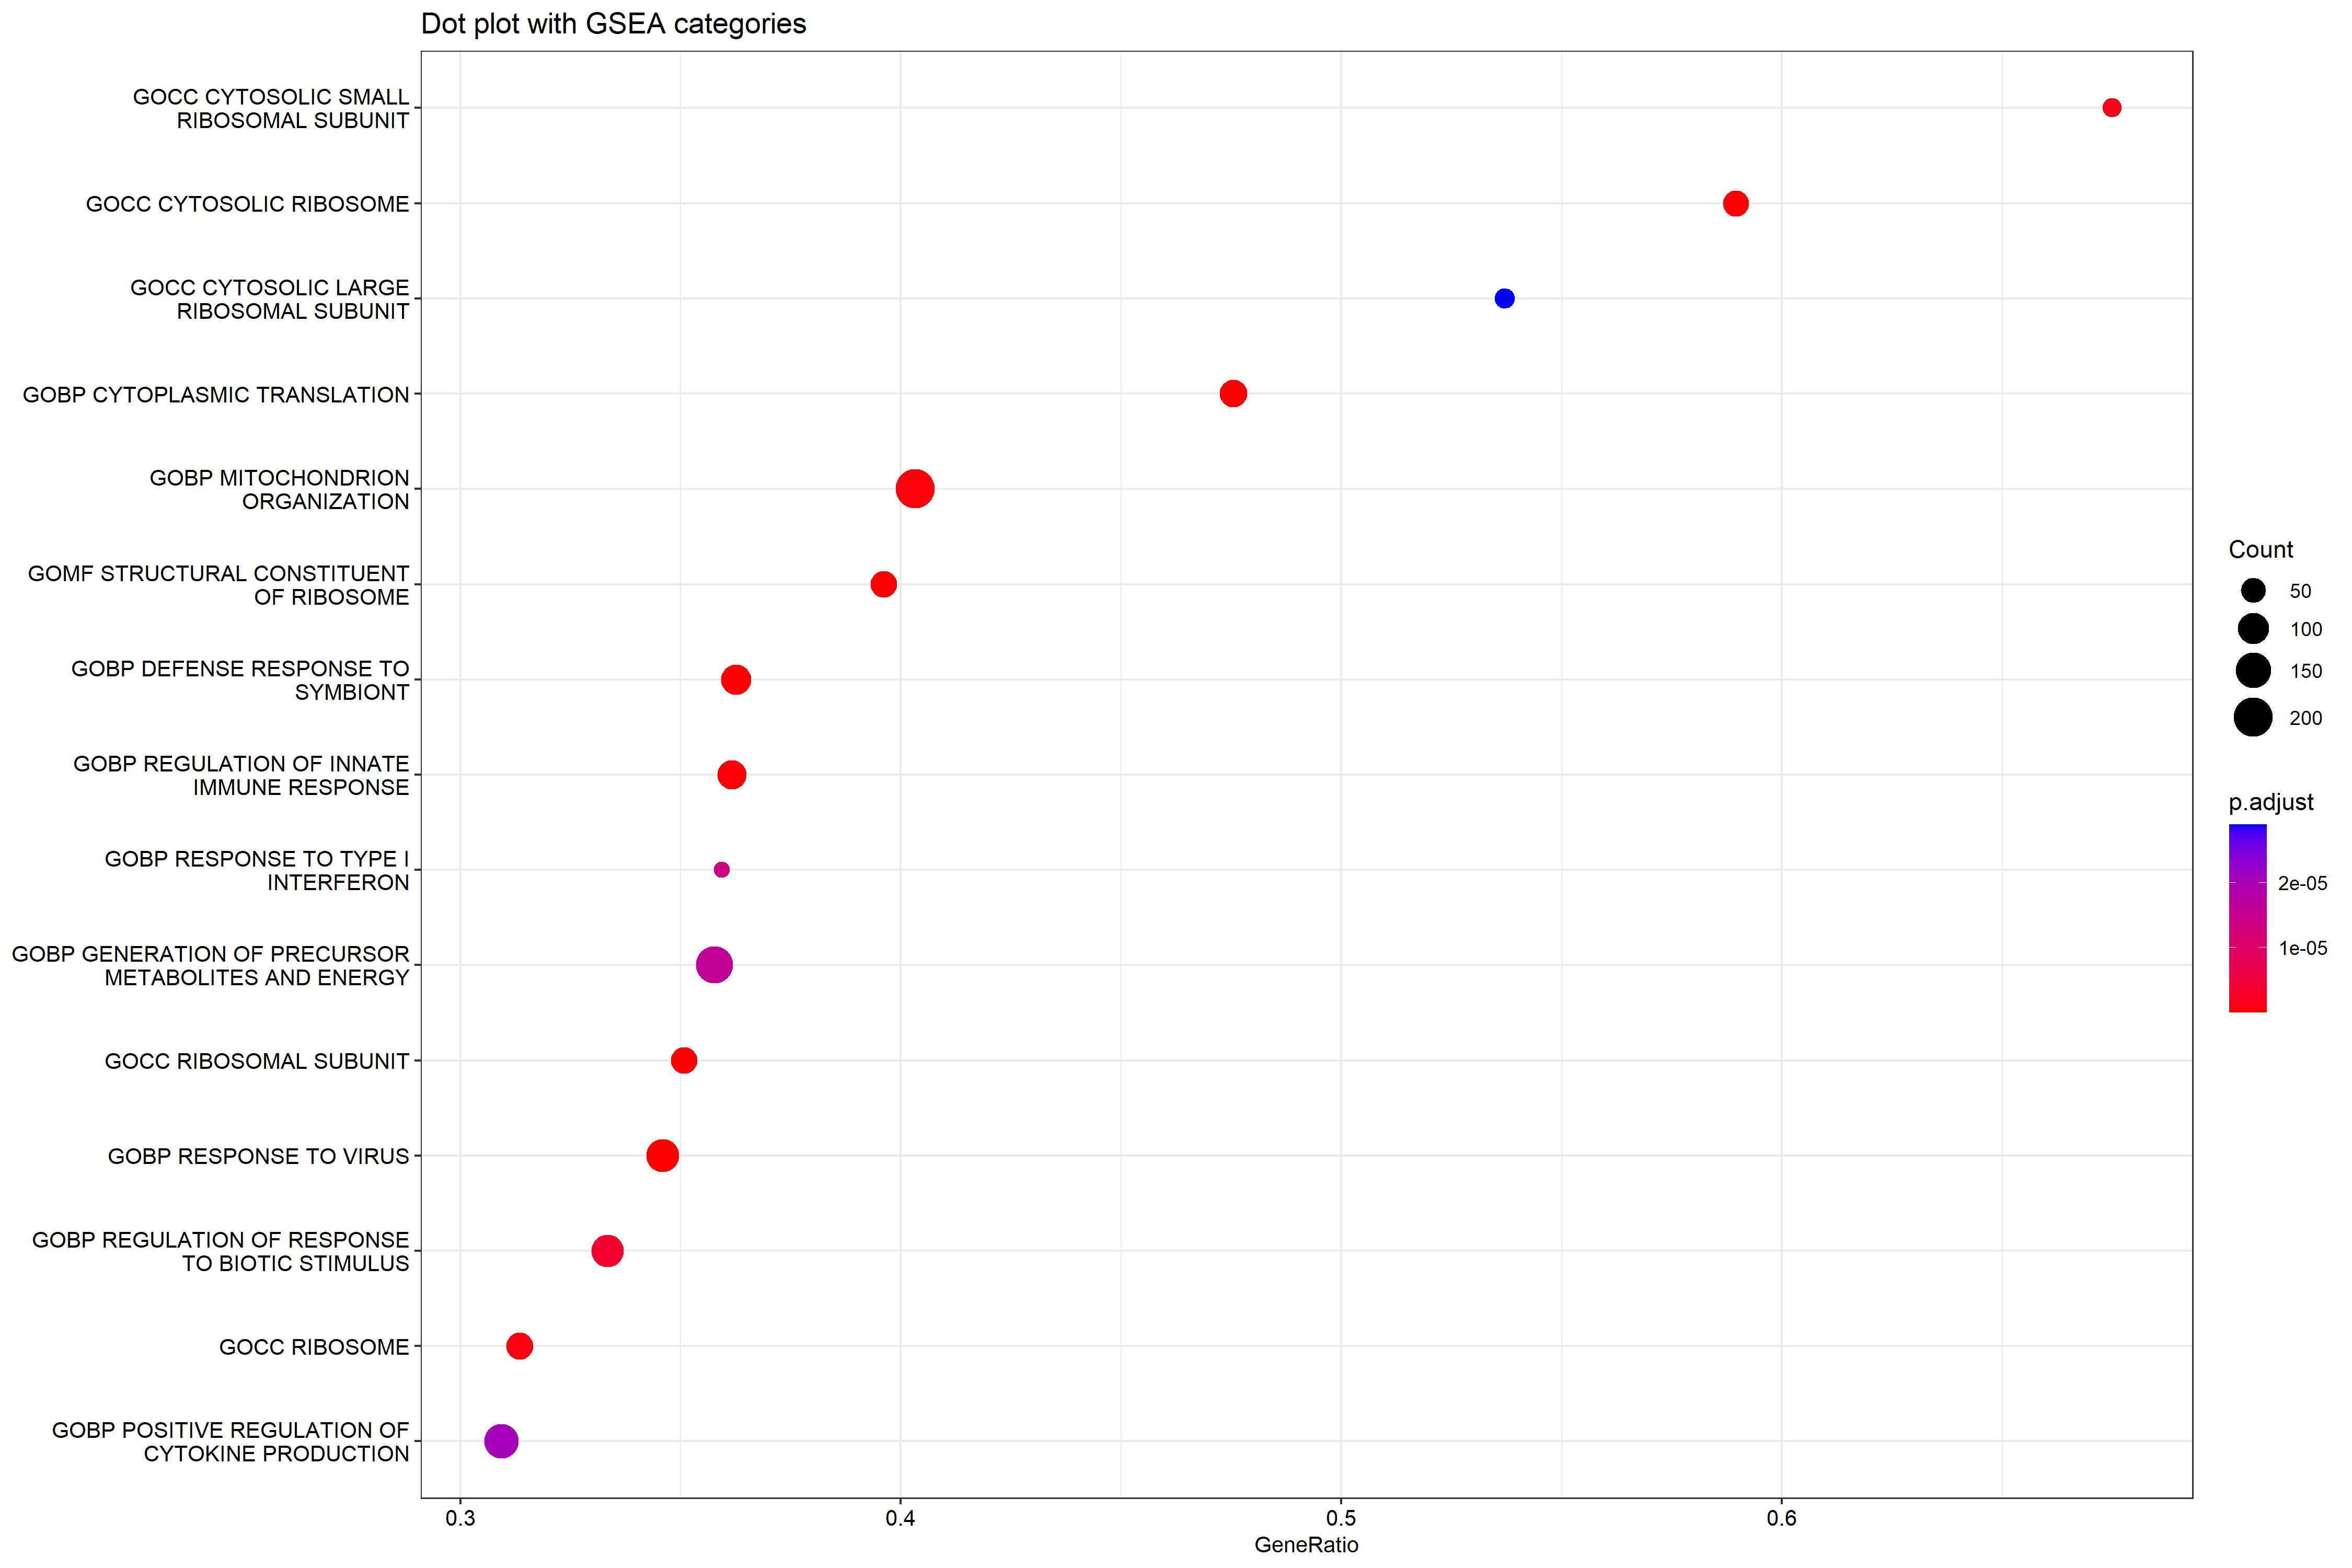 Dot plot with GSEA categories
GOCC CYTOSOLIC SMALL
RIBOSOMAL SUBUNIT
GOCC CYTOSOLIC RIBOSOME
GOCC CYTOSOLIC LARGE
RIBOSOMAL SUBUNIT
GOBP CYTOPLASMIC TRANSLATION
GOBP MITOCHONDRION
ORGANIZATION
GOMF STRUCTURAL CONSTITUENT
OF RIBOSOME
GOBP DEFENSE RESPONSE TO
SYMBIONT
GOBP REGULATION OF INNATE
IMMUNE RESPONSE
GOBP RESPONSE TO TYPE I
INTERFERON
GOBP GENERATION OF PRECURSOR
METABOLITES AND ENERGY
GOCC RIBOSOMAL SUBUNIT
GOBP RESPONSE TO VIRUS
GOBP REGULATION OF RESPONSE
TO BIOTIC STIMULUS
GOCC RIBOSOME
GOBP POSITIVE REGULATION OF
CYTOKINE PRODUCTION
0.3 0.4 0.5 0.6
GeneRatio
Count
50
100
150
200
p.adjust
2e-05
1e-05